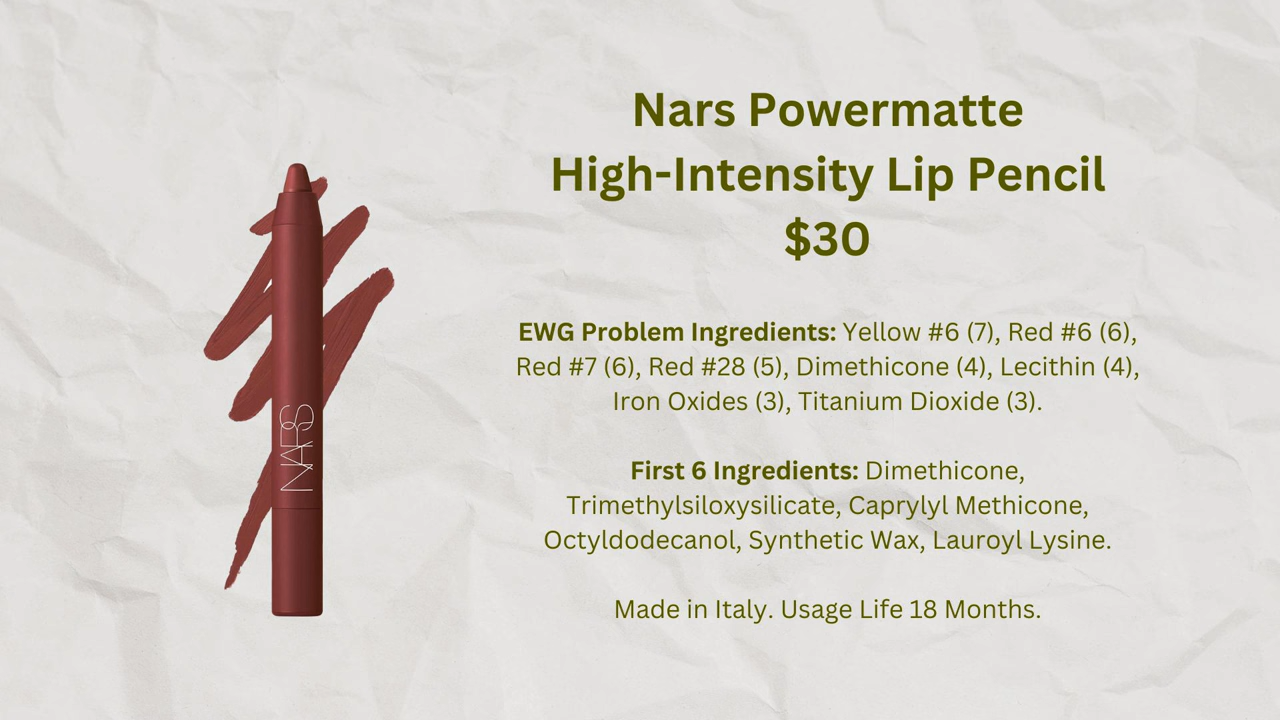 Nars Powermatte
High-Intensity Lip Pencil
$30
EWG Problem Ingredients: Yellow #6 (7), Red #6 (6),
Red #7 (6), Red #28 (5), Dimethicone (4), Lecithin (4),
Iron Oxides (3), Titanium Dioxide (3).
First 6 Ingredients: Dimethicone,
Trimethylsiloxysilicate, Caprylyl Methicone,
Octyldodecanol, Synthetic Wax, Lauroyl Lysine.
Made in Italy. Usage Life 18 Months.
NARS